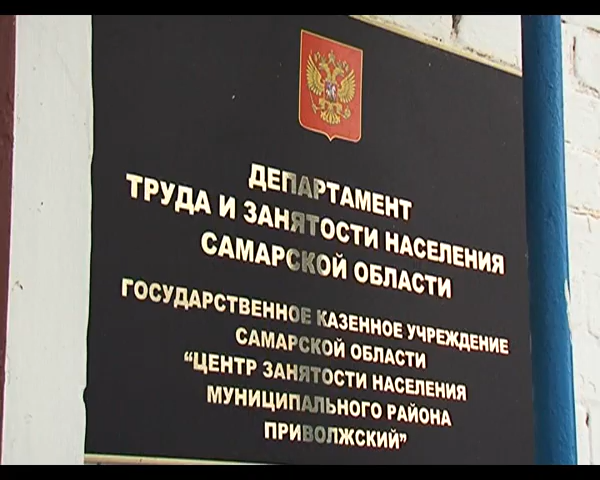 ДЕПАРТАМЕНТ
ТРУДА И ЗАНЯТОСТИ НАСЕЛЕНИЯ
САМАРСКОЙ ОБЛАСТИ
ГОСУДАРСТВЕННОЕ КАЗЕННОЕ УЧРЕЖДЕНИЕ
САМАРСКОЙ ОБЛАСТИ
“ЦЕНТР ЗАНЯТОСТИ НАСЕЛЕНИЯ
МУНИЦИПАЛЬНОГО РАЙОНА
ПРИВОЛЖСКИЙ”